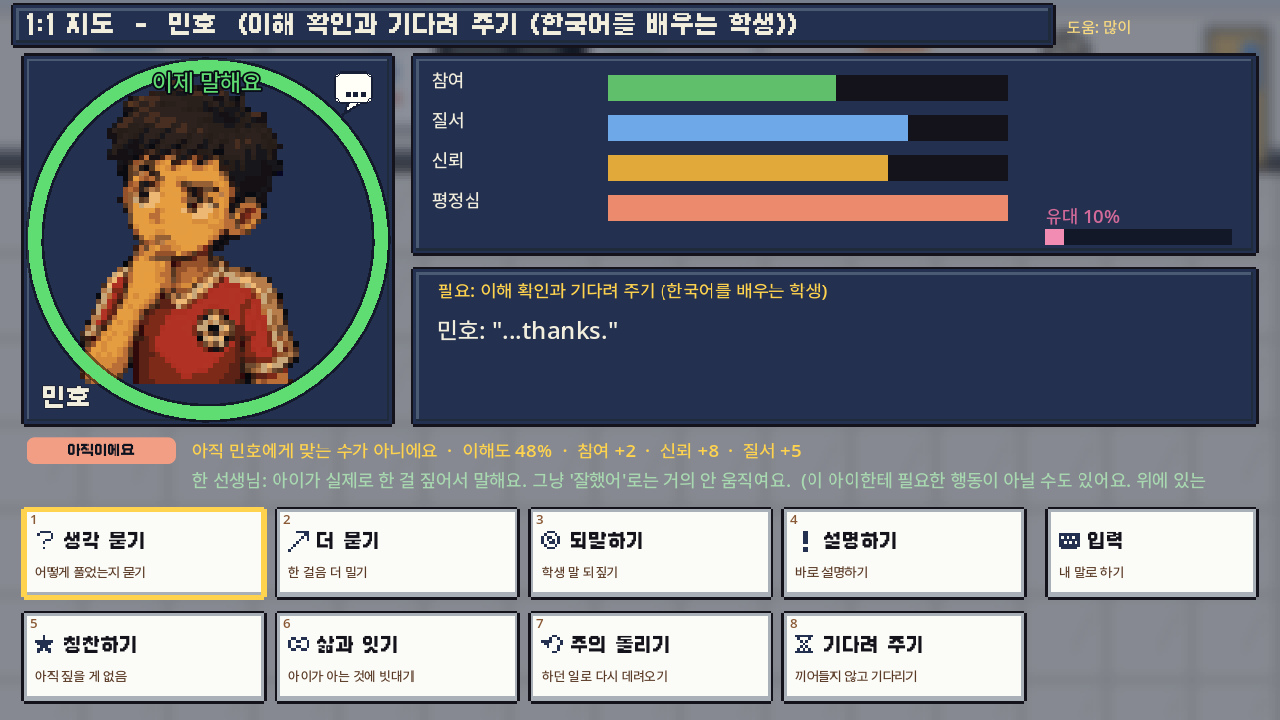 1:1 지도 - 민호 (이해 확인과 기다려 주기 (한국어를 배우는 학생))
도움: 많이
이제 말해요
민호
참여
질서
신뢰
평정심
유대 10%
필요: 이해 확인과 기다려 주기 (한국어를 배우는 학생)
민호: "...thanks."
아직이에요
아직 민호에게 맞는 수가 아니에요 · 이해도 48% · 참여 +2 · 신뢰 +8 · 질서 +5
한 선생님: 아이가 실제로 한 걸 짚어서 말해요. 그냥 '잘했어'로는 거의 안 움직여요. (이 아이한테 필요한 행동이 아닐 수도 있어요. 위에 있는
1
? 생각 묻기
어떻게 풀었는지 묻기
2
더 묻기
한 걸음 더 밀기
3
되말하기
학생 말 되짚기
4
! 설명하기
바로 설명하기
입력
내 말로 하기
5
칭찬하기
아직 짚을 게 없음
6
삶과 잇기
아이가 아는 것에 빗대기
7
주의 돌리기
하던 일로 다시 데려오기
8
기다려 주기
끼어들지 않고 기다리기